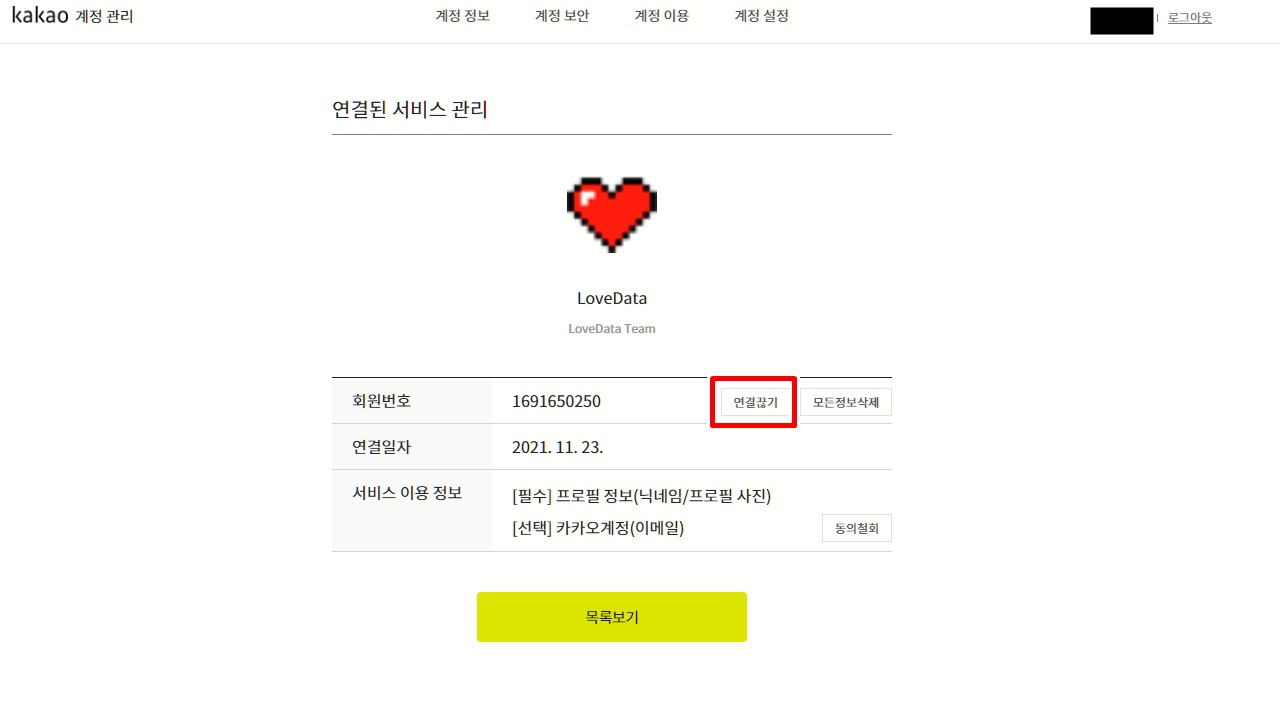 kakao 계정 관리 계정 정보 계정 보안 계정 이용 계정 설정 로그아웃
연결된 서비스 관리
LoveData
LoveData Team
회원번호 1691650250 연결끊기 모든정보삭제
연결일자 2021. 11. 23.
서비스 이용 정보 [필수] 프로필 정보(닉네임/프로필 사진)
[선택] 카카오계정(이메일) 동의철회
목록보기